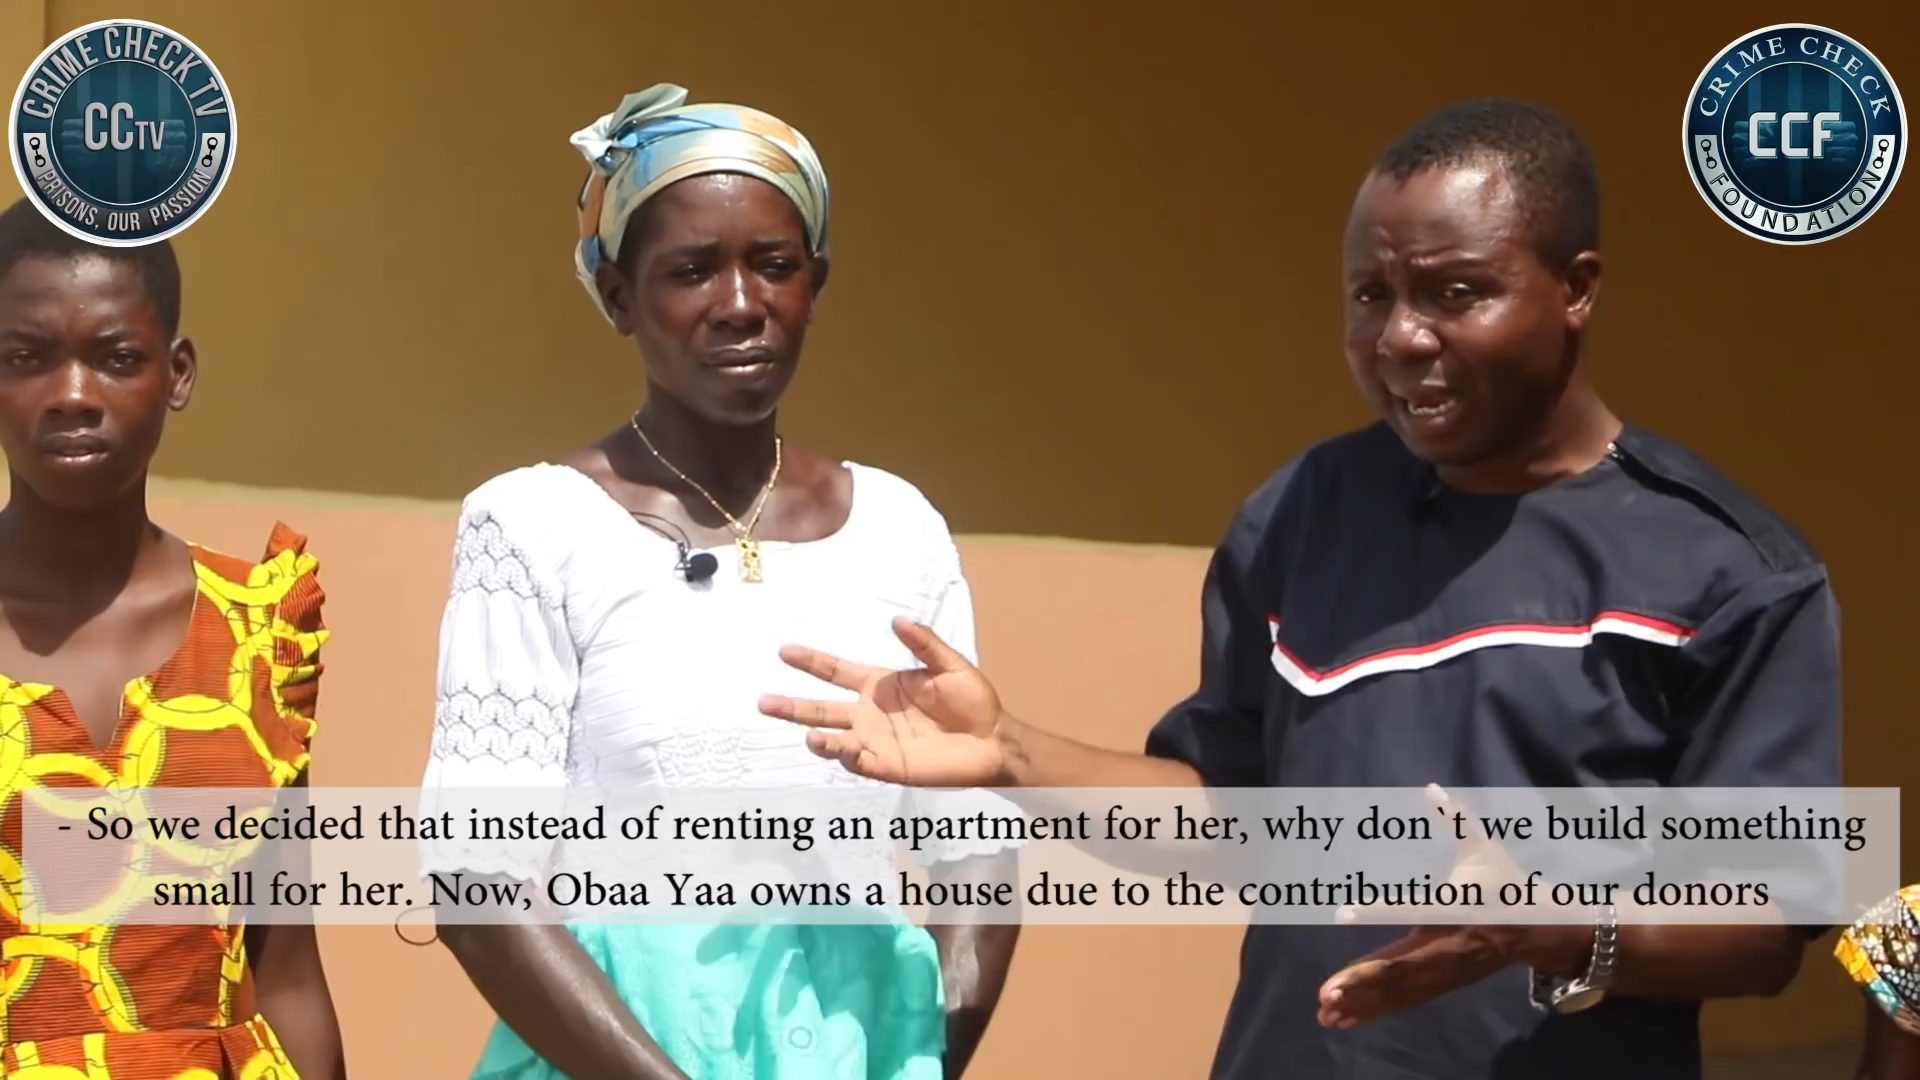 CRIME CHECK TV
CCTV
PRISONS, OUR PASSION
CRIME CHECK
CCF
FOUNDATION
- So we decided that instead of renting an apartment for her, why don`t we build something
small for her. Now, Obaa Yaa owns a house due to the contribution of our donors